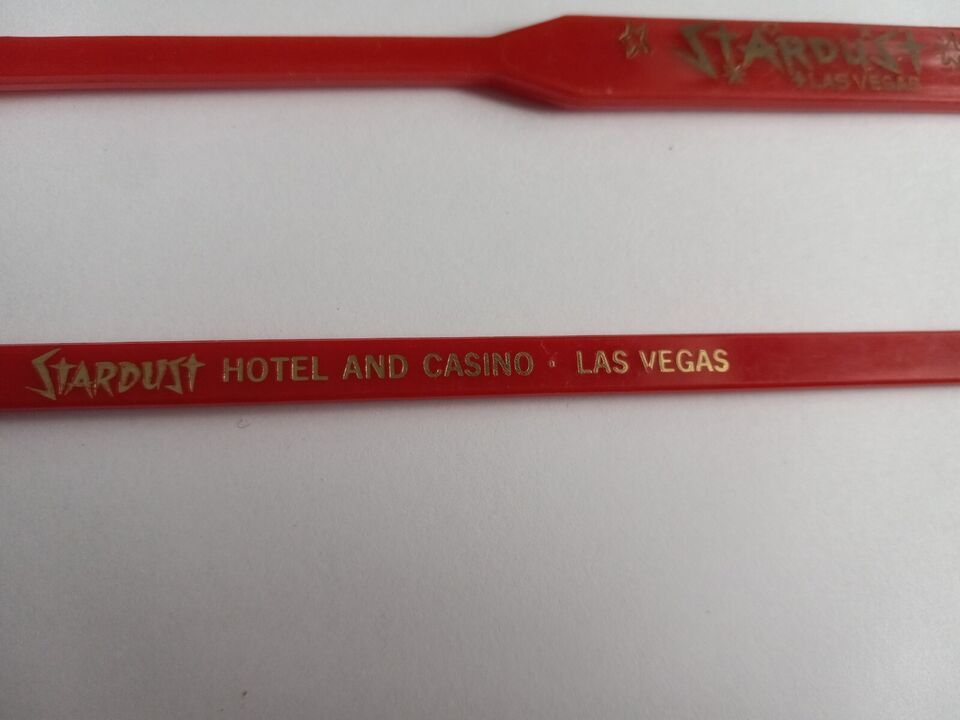 STARDUST
LAS VEGAS
STARDUST HOTEL AND CASINO · LAS VEGAS